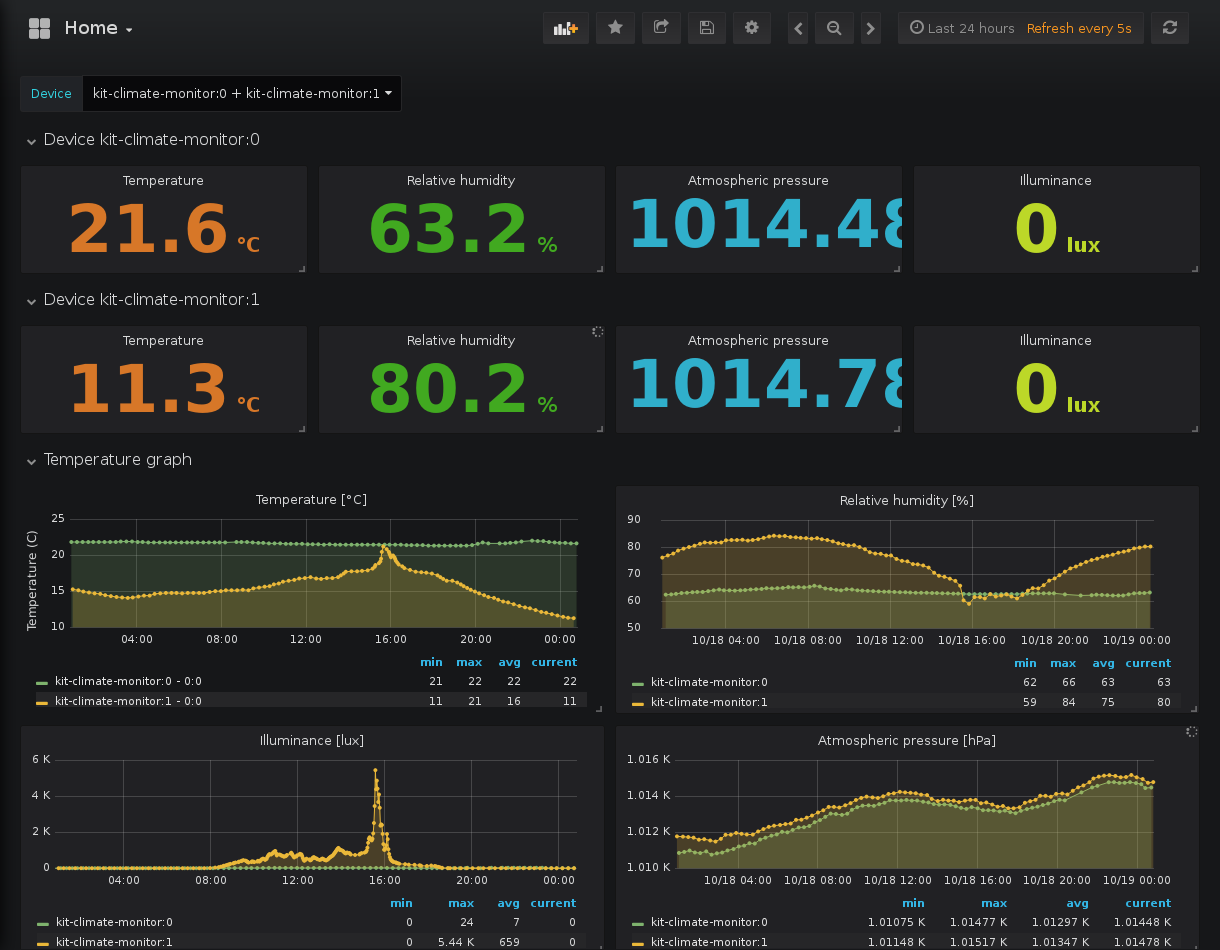 Home
Last 24 hours Refresh every 5s
Device kit-climate-monitor:0 + kit-climate-monitor:1
Device kit-climate-monitor:0
Temperature Relative humidity Atmospheric pressure Illuminance
21.6 °C 63.2 % 1014.48 0 lux
Device kit-climate-monitor:1
Temperature Relative humidity Atmospheric pressure Illuminance
11.3 °C 80.2 % 1014.78 0 lux
Temperature graph
Temperature [°C]
Temperature (C)
25
20
15
10
04:00 08:00 12:00 16:00 20:00 00:00
min max avg current
kit-climate-monitor:0 - 0:0 21 22 22 22
kit-climate-monitor:1 - 0:0 11 21 16 11
Relative humidity [%]
90
80
70
60
50
10/18 04:00 10/18 08:00 10/18 12:00 10/18 16:00 10/18 20:00 10/19 00:00
min max avg current
kit-climate-monitor:0 62 66 63 63
kit-climate-monitor:1 59 84 75 80
Illuminance [lux]
6 K
4 K
2 K
0
04:00 08:00 12:00 16:00 20:00 00:00
min max avg current
kit-climate-monitor:0 0 24 7 0
kit-climate-monitor:1 0 5.44 K 659 0
Atmospheric pressure [hPa]
1.016 K
1.014 K
1.012 K
1.010 K
10/18 04:00 10/18 08:00 10/18 12:00 10/18 16:00 10/18 20:00 10/19 00:00
min max avg current
kit-climate-monitor:0 1.01075 K 1.01477 K 1.01297 K 1.01448 K
kit-climate-monitor:1 1.01148 K 1.01517 K 1.01347 K 1.01478 K